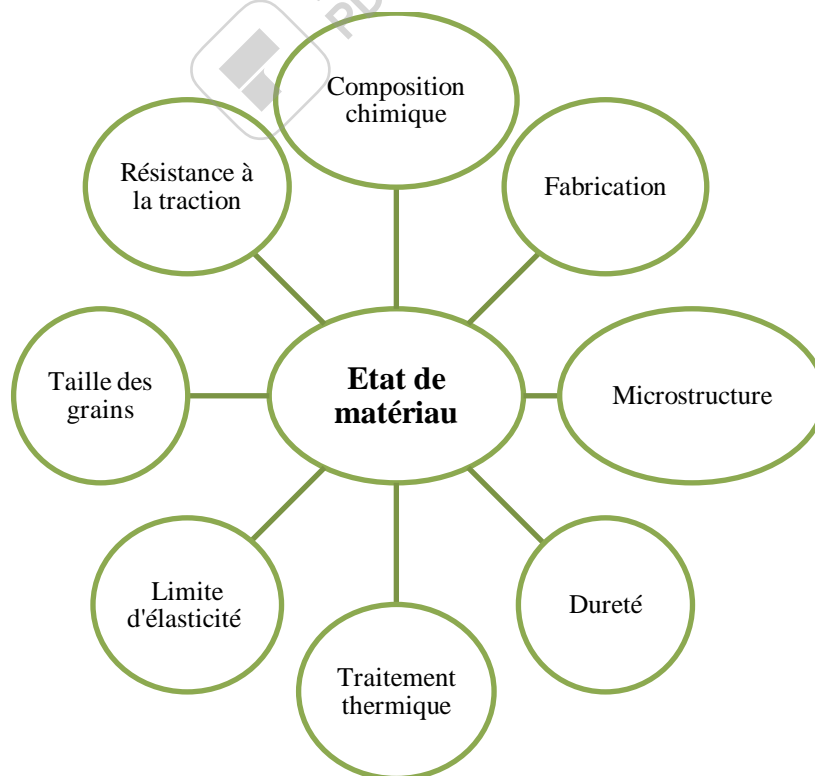 Composition
chimique
Fabrication
Microstructure
Dureté
Traitement
thermique
Limite
d'élasticité
Taille des
grains
Résistance à
la traction
Etat de
matériau